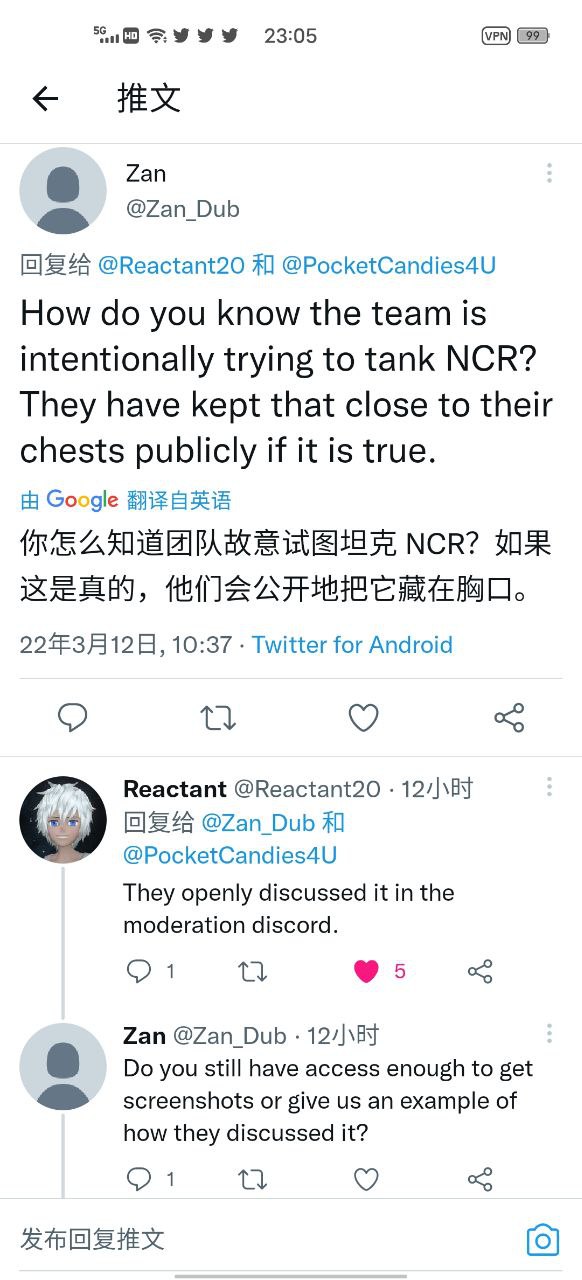 5G HD 23:05 VPN 99
推文
Zan
@Zan_Dub
回复给 @Reactant20 和 @PocketCandies4U
How do you know the team is
intentionally trying to tank NCR?
They have kept that close to their
chests publicly if it is true.
由 Google 翻译自英语
你怎么知道团队故意试图坦克 NCR？如果
这是真的，他们会公开地把它藏在胸口。
22年3月12日, 10:37 · Twitter for Android
Reactant @Reactant20 · 12小时
回复给 @Zan_Dub 和
@PocketCandies4U
They openly discussed it in the
moderation discord.
1 5
Zan @Zan_Dub · 12小时
Do you still have access enough to get
screenshots or give us an example of
how they discussed it?
1
发布回复推文